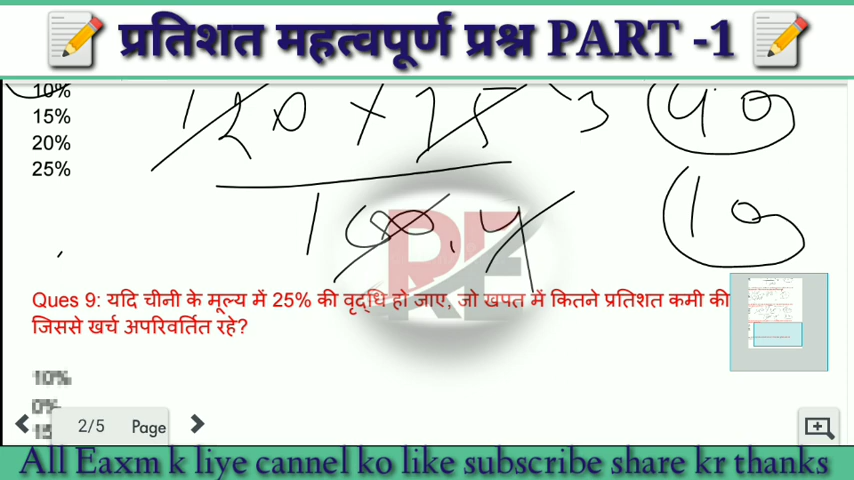 प्रतिशत महत्वपूर्ण प्रश्न PART -1
10%
15%
20%
25%
Ques 9: यदि चीनी के मूल्य में 25% की वृद्धि हो जाए, जो खपत में कितने प्रतिशत कमी की
जिससे खर्च अपरिवर्तित रहे?
10%
0%
2/5 Page
All Eaxm k liye cannel ko like subscribe share kr thanks